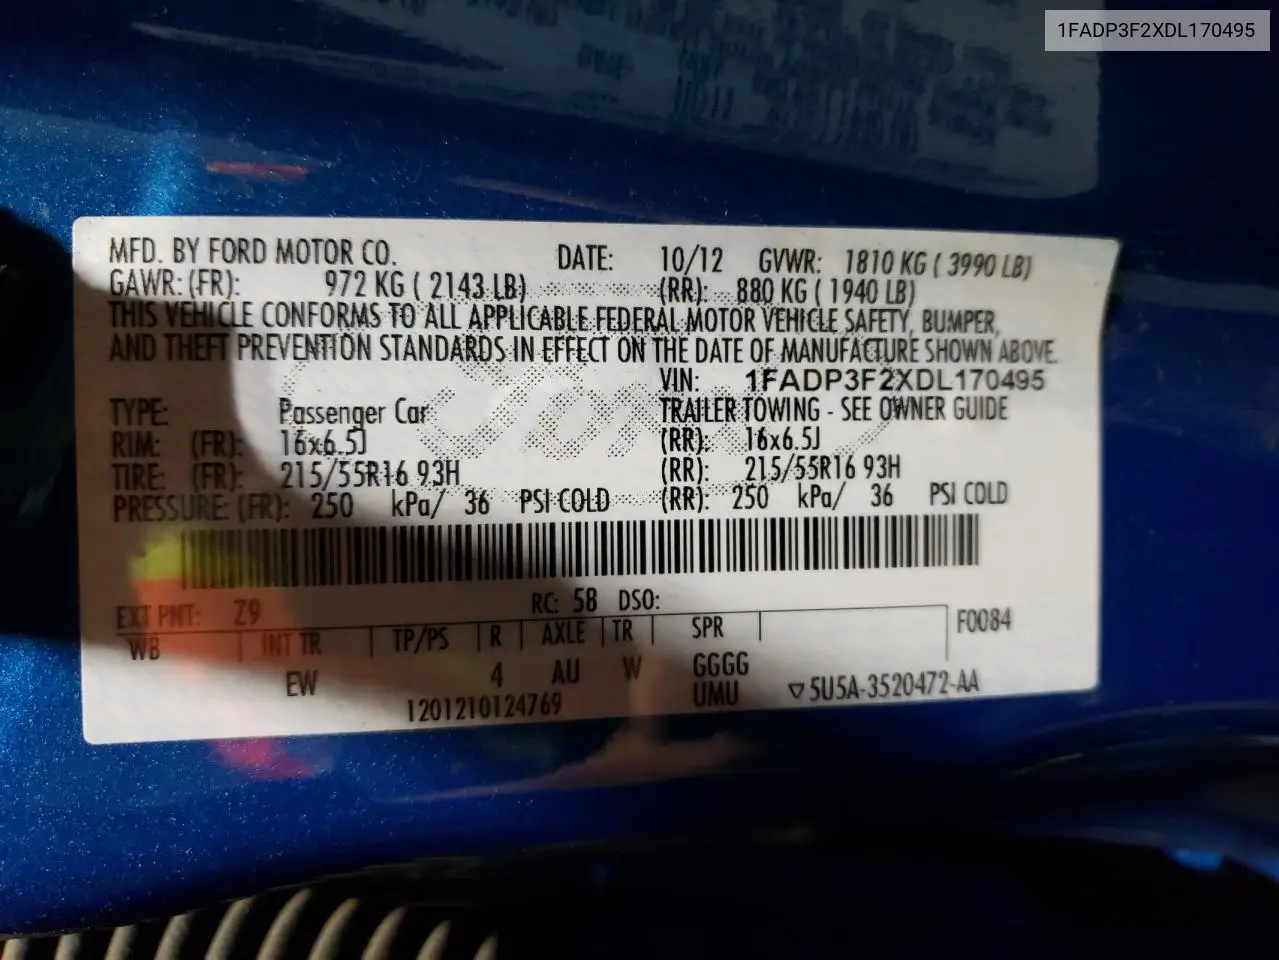 1FADP3F2XDL170495
MFD. BY FORD MOTOR CO. DATE: 10/12 GVWR: 1810 KG ( 3990 LB)
GAWR: (FR): 972 KG ( 2143 LB) (RR): 880 KG ( 1940 LB)
THIS VEHICLE CONFORMS TO ALL APPLICABLE FEDERAL MOTOR VEHICLE SAFETY, BUMPER,
AND THEFT PREVENTION STANDARDS IN EFFECT ON THE DATE OF MANUFACTURE SHOWN ABOVE.
VIN: 1FADP3F2XDL170495
TYPE: Passenger Car TRAILER TOWING - SEE OWNER GUIDE
RIM: (FR): 16x6.5J (RR): 16x6.5J
TIRE: (FR): 215/55R16 93H (RR): 215/55R16 93H
PRESSURE: (FR): 250 kPa/ 36 PSI COLD (RR): 250 kPa/ 36 PSI COLD
RC: 58 DSO:
EXT PNT: Z9 F0084
WB INT TR TP/PS R AXLE TR SPR
EW 4 AU W GGGG
UMU ▽5U5A-3520472-AA
1201210124769